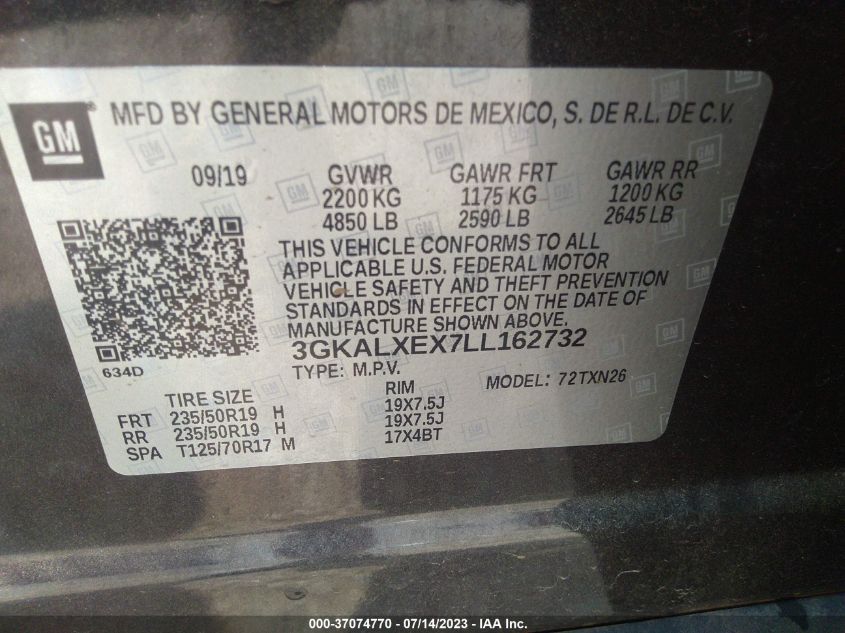 GM
MFD BY GENERAL MOTORS DE MEXICO, S. DE R.L. DE C.V.
09/19 GVWR GAWR FRT GAWR RR
2200 KG 1175 KG 1200 KG
4850 LB 2590 LB 2645 LB
THIS VEHICLE CONFORMS TO ALL
APPLICABLE U.S. FEDERAL MOTOR
VEHICLE SAFETY AND THEFT PREVENTION
STANDARDS IN EFFECT ON THE DATE OF
MANUFACTURE SHOWN ABOVE.
3GKALXEX7LL162732
634D TYPE: M.P.V. MODEL: 72TXN26
TIRE SIZE RIM
FRT 235/50R19 H 19X7.5J
RR 235/50R19 H 19X7.5J
SPA T125/70R17 M 17X4BT
000-37074770 - 07/14/2023 - IAA Inc.